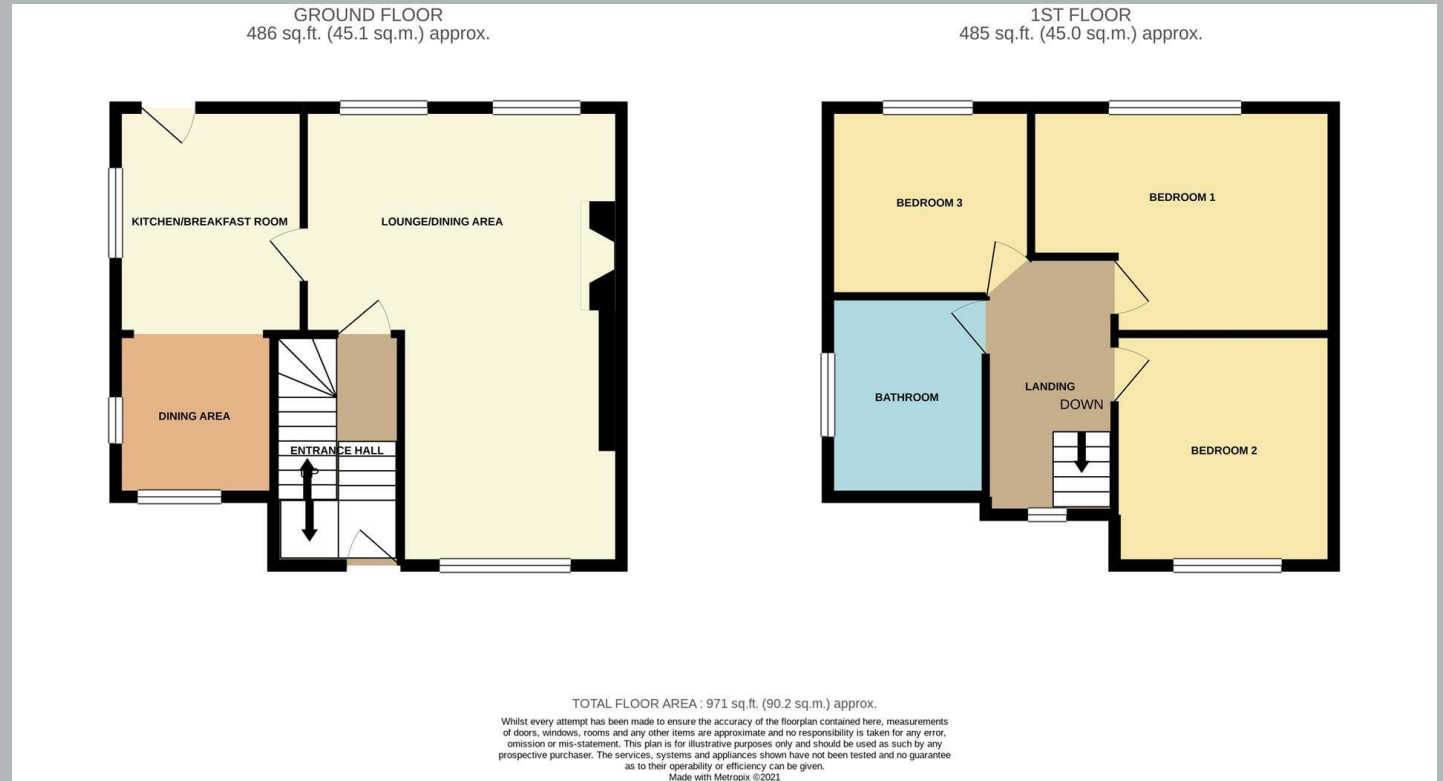 GROUND FLOOR
486 sq.ft. (45.1 sq.m.) approx.
1ST FLOOR
485 sq.ft. (45.0 sq.m.) approx.
KITCHEN/BREAKFAST ROOM
LOUNGE/DINING AREA
DINING AREA
ENTRANCE HALL
BEDROOM 3
BEDROOM 1
BATHROOM
LANDING
DOWN
BEDROOM 2
TOTAL FLOOR AREA : 971 sq.ft. (90.2 sq.m.) approx.
Whilst every attempt has been made to ensure the accuracy of the floorplan contained here, measurements
of doors, windows, rooms and any other items are approximate and no responsibility is taken for any error,
omission or mis-statement. This plan is for illustrative purposes only and should be used as such by any
prospective purchaser. The services, systems and appliances shown have not been tested and no guarantee
as to their operability or efficiency can be given.
Made with Metropix ©2021